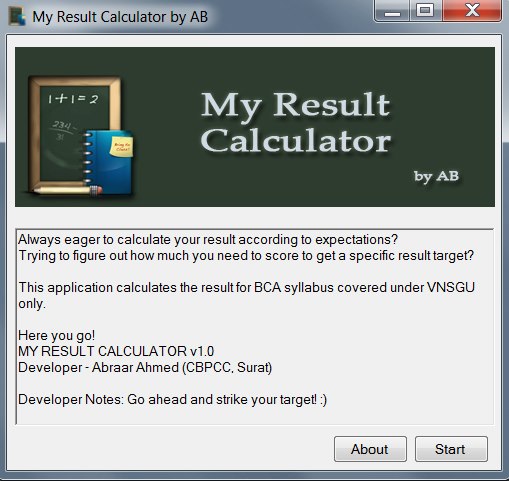 My Result Calculator by AB
1 + 1 = 2
My Result
Calculator
by AB
Always eager to calculate your result according to expectations?
Trying to figure out how much you need to score to get a specific result target?
This application calculates the result for BCA syllabus covered under VNSGU
only.
Here you go!
MY RESULT CALCULATOR v1.0
Developer - Abraar Ahmed (CBPCC, Surat)
Developer Notes: Go ahead and strike your target! :)
About
Start